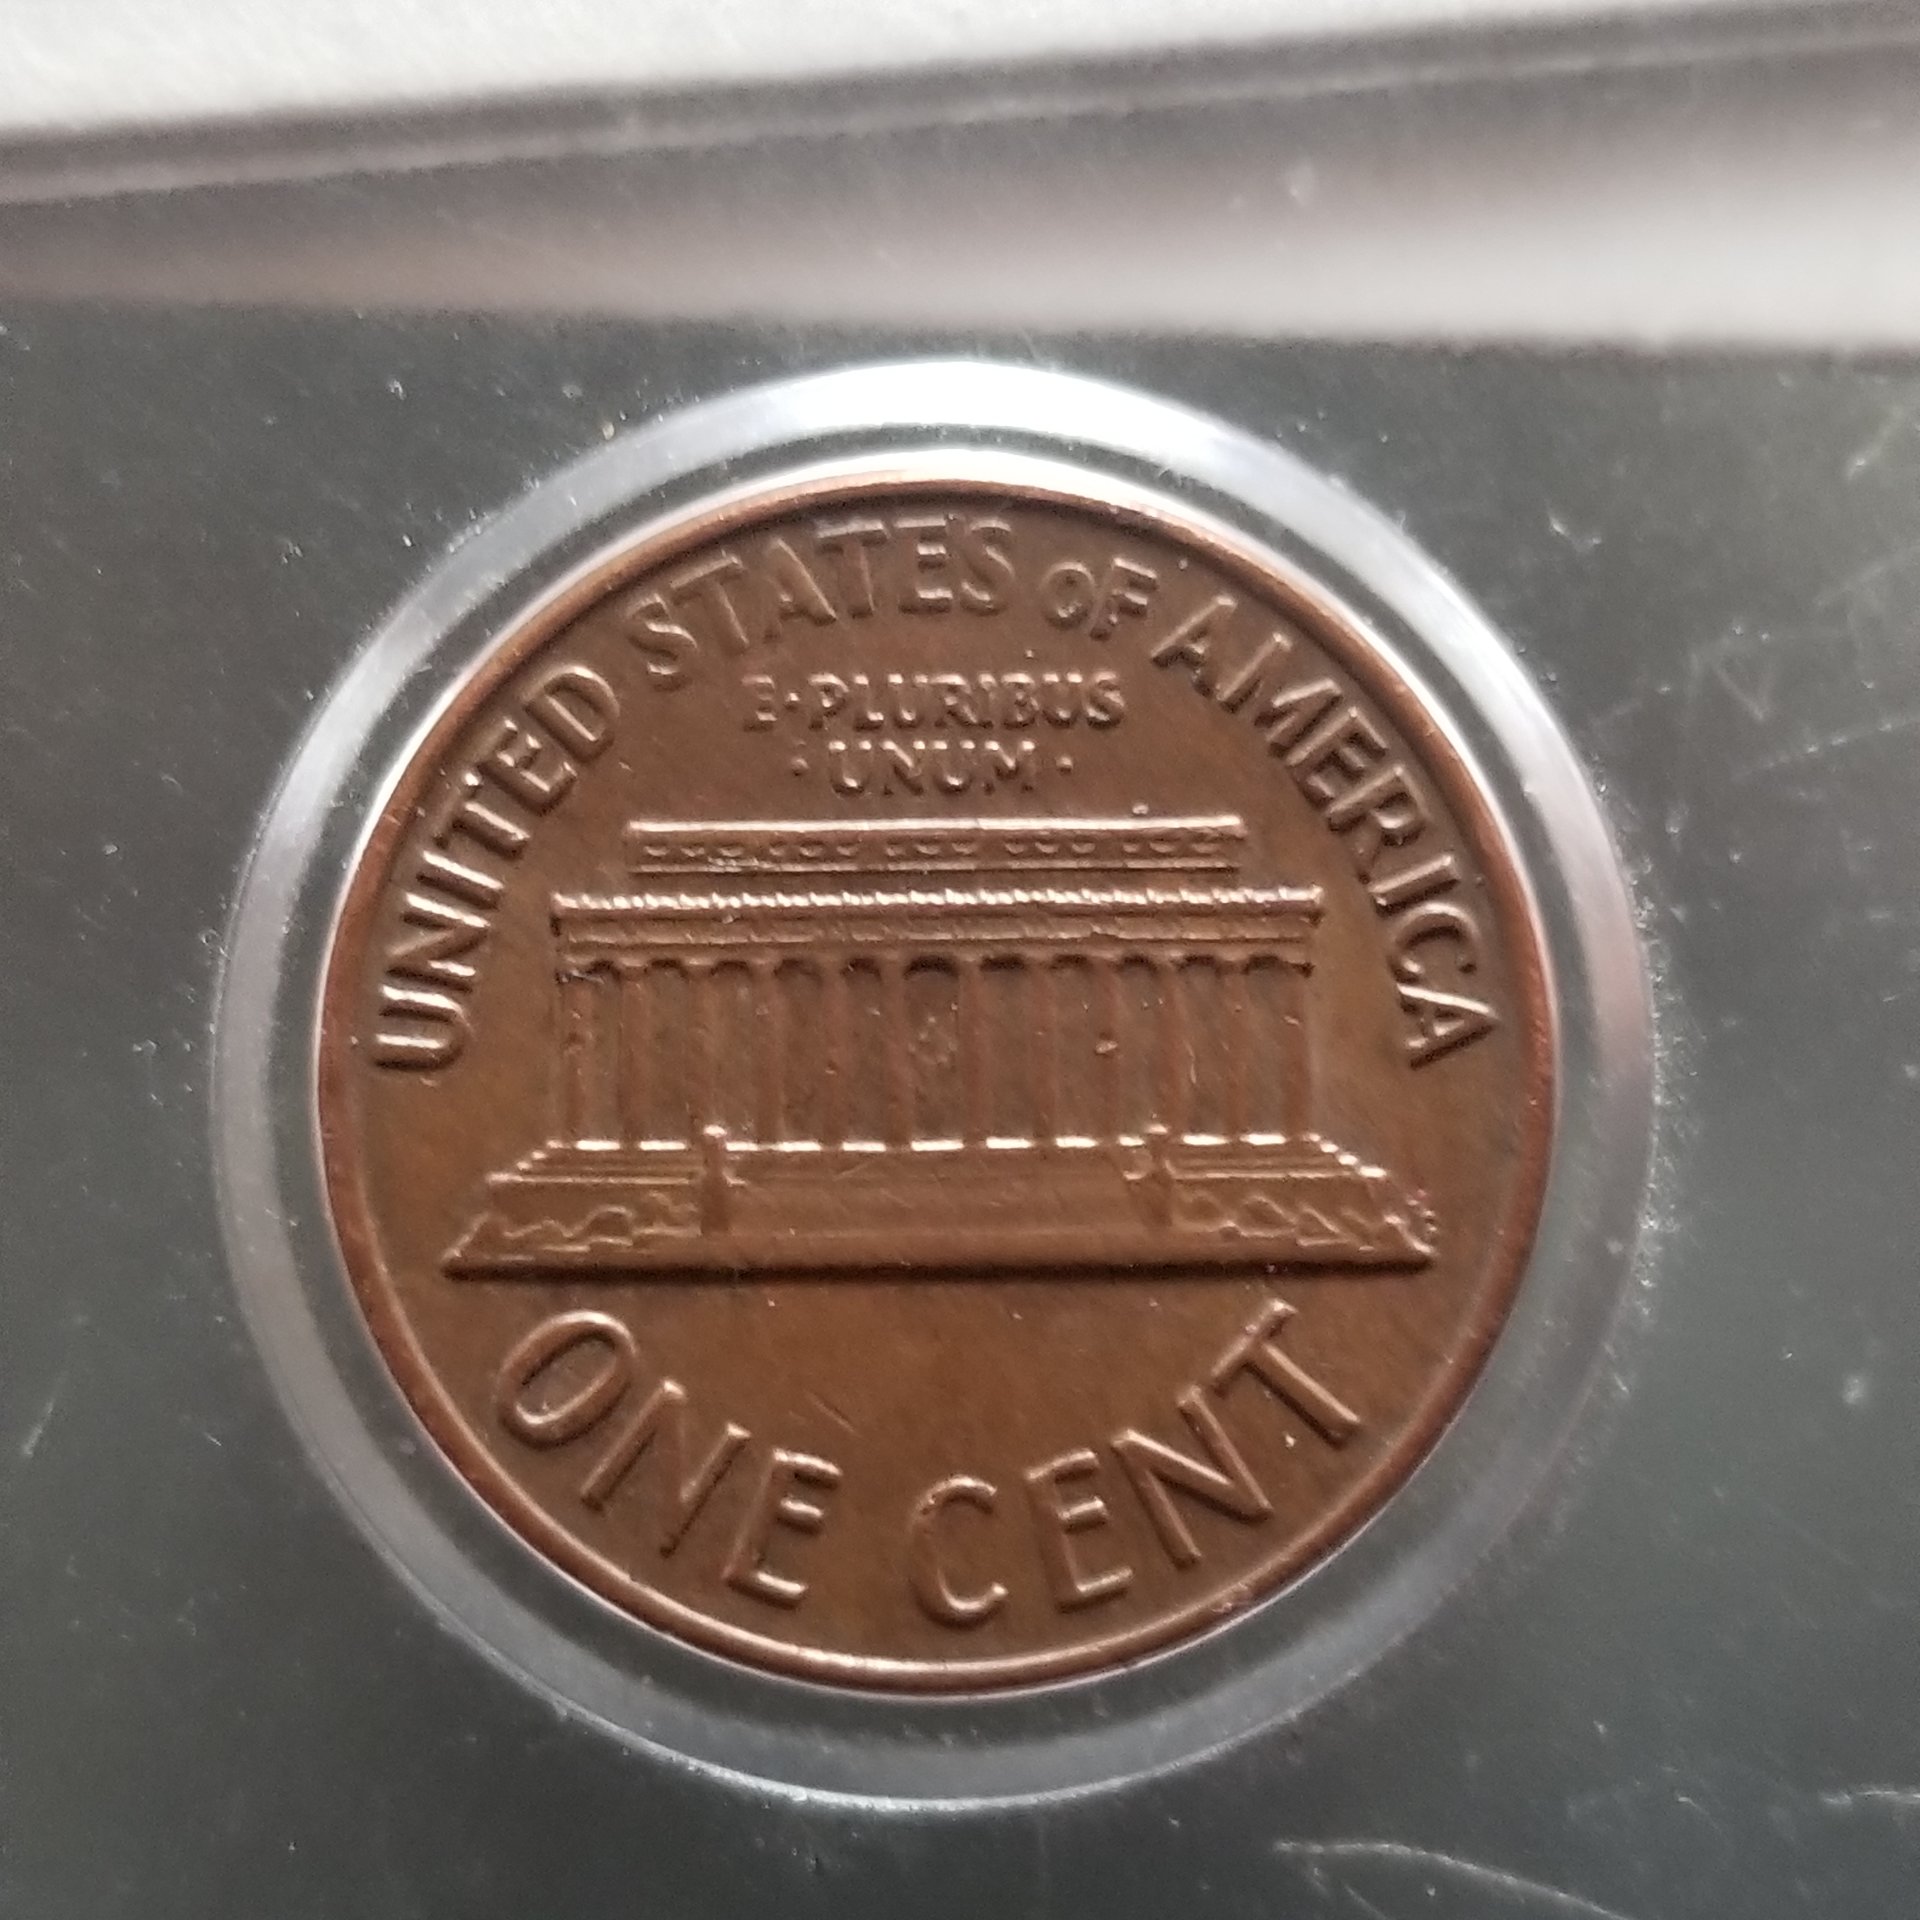 UNITED STATES OF AMERICA
E·PLURIBUS
·UNUM·
ONE CENT